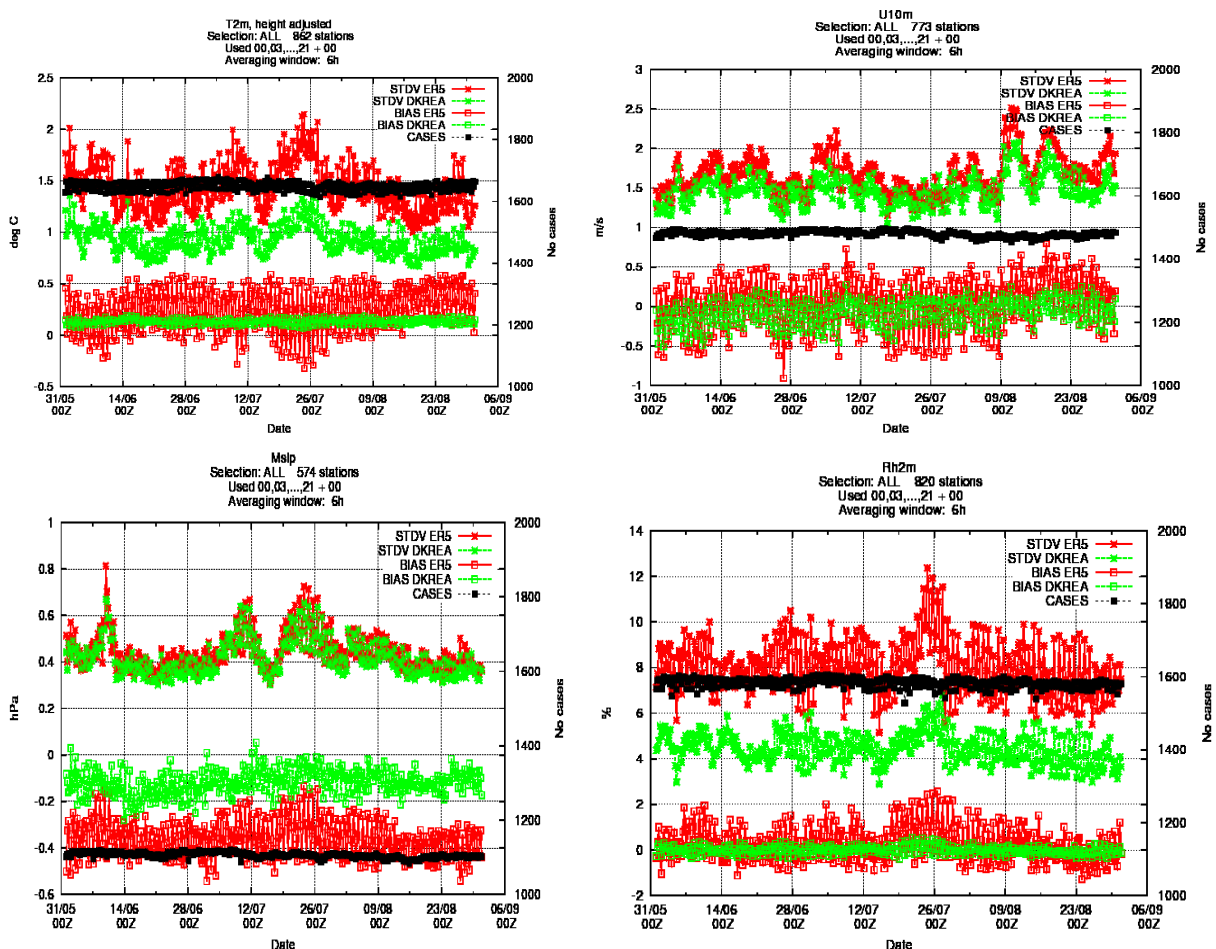 T2m, height adjusted
Selection: ALL 862 stations
Used 00,03,...,21 + 00
Averaging window: 6h
STDV ER5
STDV DKREA
BIAS ER5
BIAS DKREA
CASES
2.5
2
1.5
1
0.5
0
-0.5
deg C
2000
1800
1600
1400
1200
1000
No cases
31/05 14/06 28/06 12/07 26/07 09/08 23/08 06/09
00Z 00Z 00Z 00Z 00Z 00Z 00Z 00Z
Date
U10m
Selection: ALL 773 stations
Used 00,03,...,21 + 00
Averaging window: 6h
STDV ER5
STDV DKREA
BIAS ER5
BIAS DKREA
CASES
3
2.5
2
1.5
1
0.5
0
-0.5
-1
m/s
2000
1800
1600
1400
1200
1000
No cases
31/05 14/06 28/06 12/07 26/07 09/08 23/08 06/09
00Z 00Z 00Z 00Z 00Z 00Z 00Z 00Z
Date
Mslp
Selection: ALL 574 stations
Used 00,03,...,21 + 00
Averaging window: 6h
STDV ER5
STDV DKREA
BIAS ER5
BIAS DKREA
CASES
1
0.8
0.6
0.4
0.2
0
-0.2
-0.4
-0.6
hPa
2000
1800
1600
1400
1200
1000
No cases
31/05 14/06 28/06 12/07 26/07 09/08 23/08 06/09
00Z 00Z 00Z 00Z 00Z 00Z 00Z 00Z
Date
Rh2m
Selection: ALL 820 stations
Used 00,03,...,21 + 00
Averaging window: 6h
STDV ER5
STDV DKREA
BIAS ER5
BIAS DKREA
CASES
14
12
10
8
6
4
2
0
-2
%
2000
1800
1600
1400
1200
1000
No cases
31/05 14/06 28/06 12/07 26/07 09/08 23/08 06/09
00Z 00Z 00Z 00Z 00Z 00Z 00Z 00Z
Date